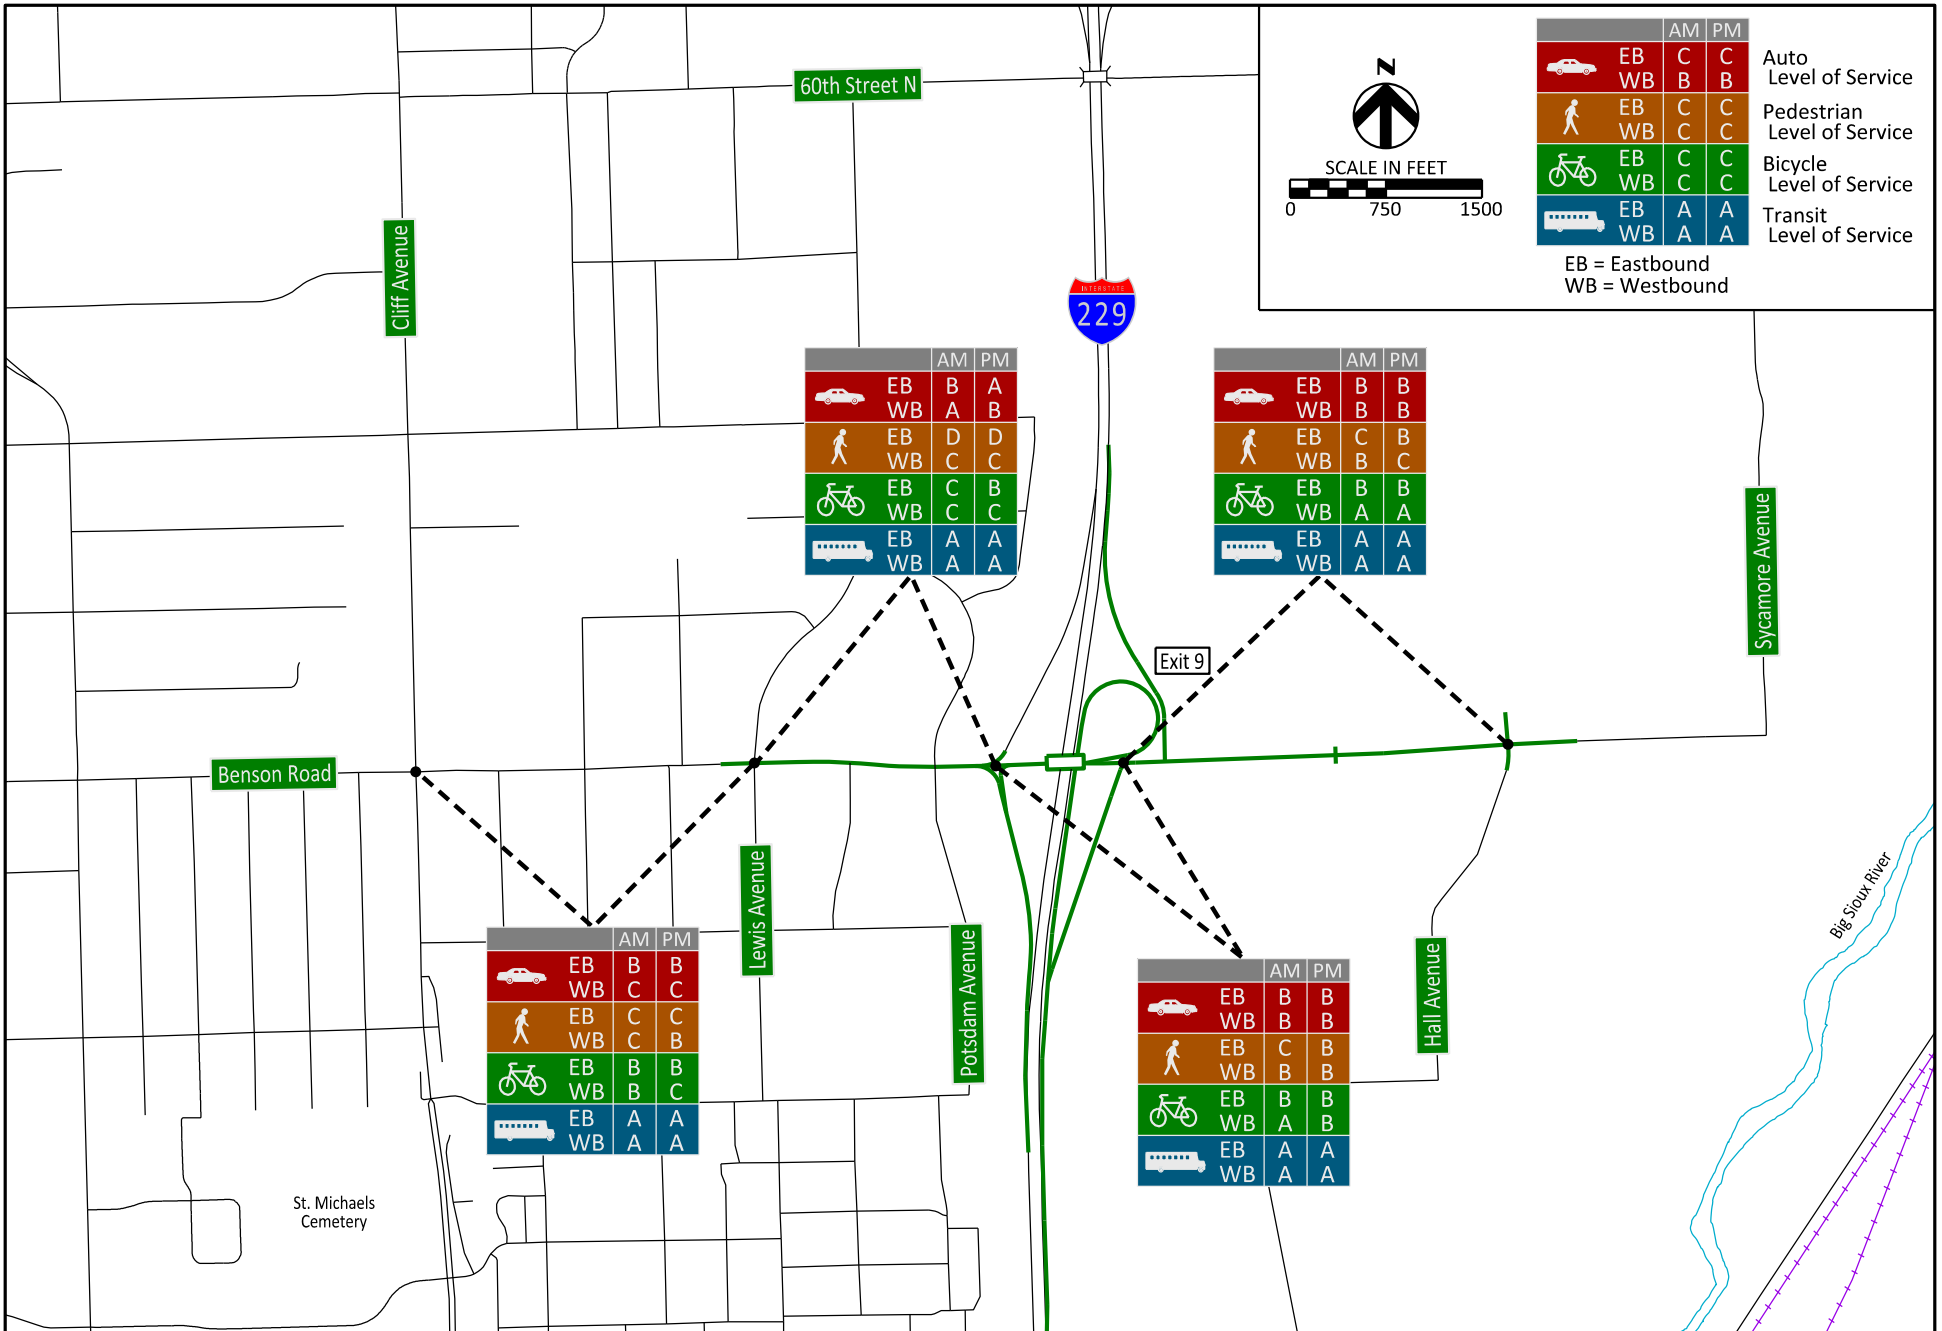 60th Street N
N
SCALE IN FEET
0 750 1500
AM PM
EB C C
WB B B
Auto
Level of Service
EB C C
WB C C
Pedestrian
Level of Service
EB C C
WB C C
Bicycle
Level of Service
EB A A
WB A A
Transit
Level of Service
EB = Eastbound
WB = Westbound
Cliff Avenue
INTERSTATE
229
AM PM
EB B A
WB A B
EB D D
WB C C
EB C B
WB C C
EB A A
WB A A
AM PM
EB B B
WB B B
EB C B
WB B C
EB B B
WB A A
EB A A
WB A A
Sycamore Avenue
Exit 9
Benson Road
Lewis Avenue
Potsdam Avenue
Hall Avenue
Big Sioux River
AM PM
EB B B
WB C C
EB C C
WB C B
EB B B
WB B C
EB A A
WB A A
AM PM
EB B B
WB B B
EB C B
WB B B
EB B B
WB A B
EB A A
WB A A
St. Michaels
Cemetery